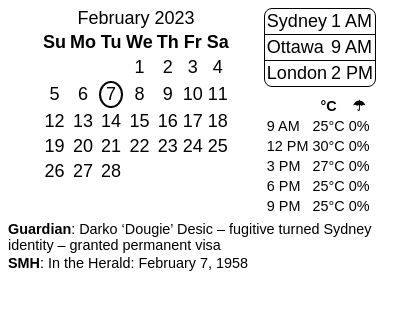 February 2023
Su Mo Tu We Th Fr Sa
1 2 3 4
5 6 7 8 9 10 11
12 13 14 15 16 17 18
19 20 21 22 23 24 25
26 27 28
Sydney 1 AM
Ottawa 9 AM
London 2 PM
°C ☂
9 AM 25°C 0%
12 PM 30°C 0%
3 PM 27°C 0%
6 PM 25°C 0%
9 PM 25°C 0%
Guardian: Darko ‘Dougie’ Desic – fugitive turned Sydney
identity – granted permanent visa
SMH: In the Herald: February 7, 1958